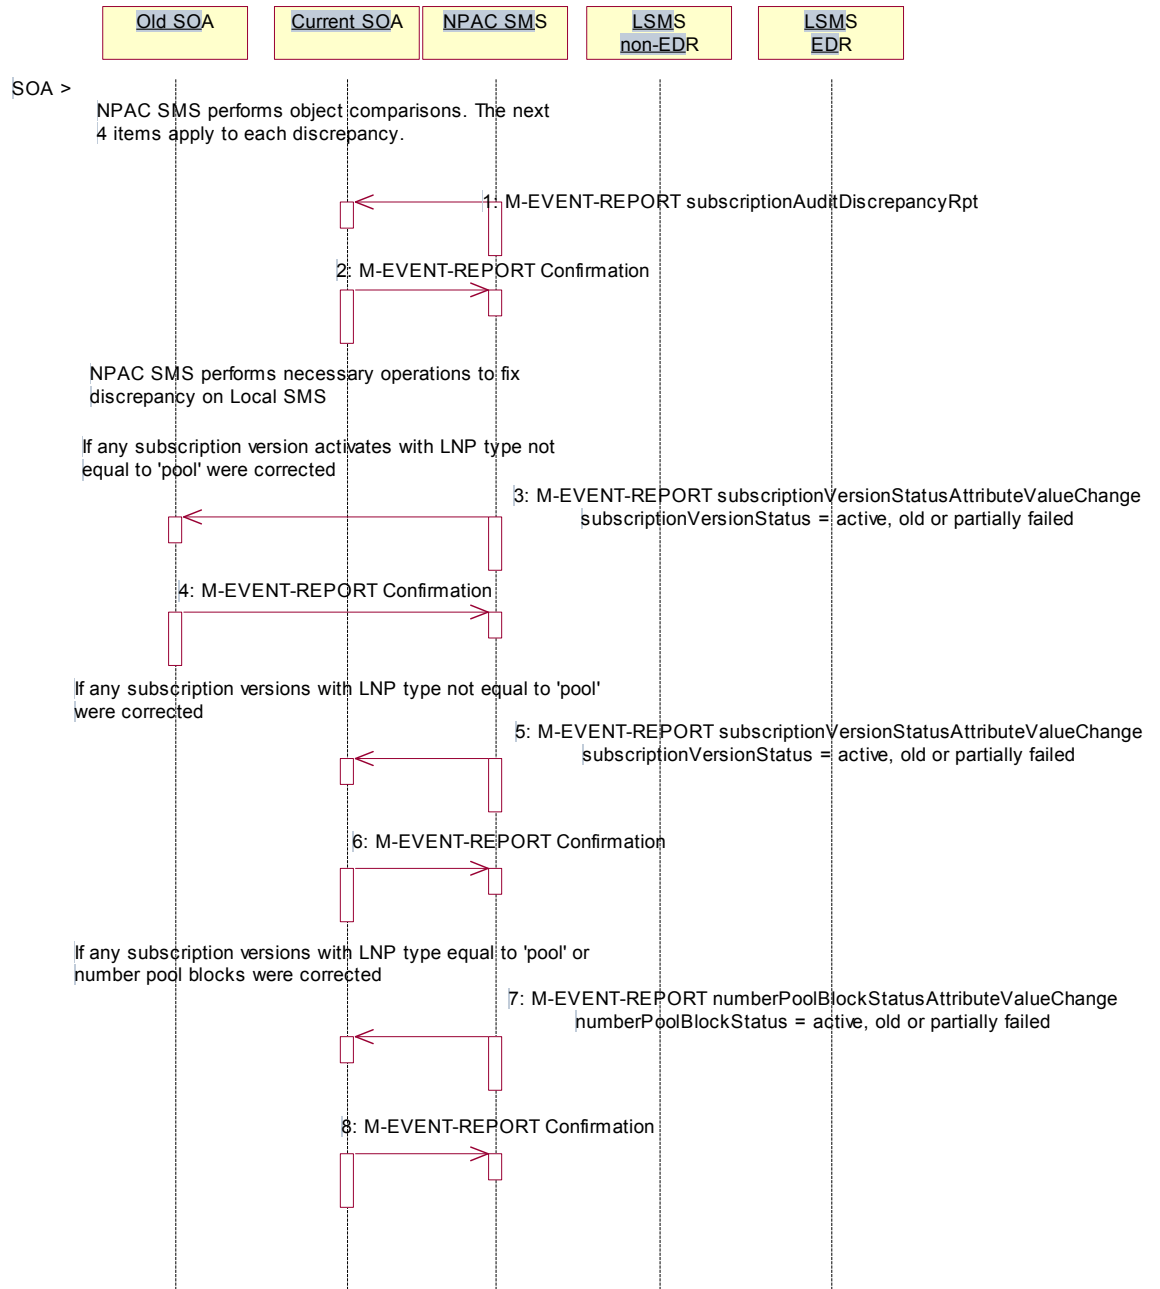 Old SOA
Current SOA
NPAC SMS
LSMS
non-EDR
LSMS
EDR
SOA >
NPAC SMS performs object comparisons. The next
4 items apply to each discrepancy.
1: M-EVENT-REPORT subscriptionAuditDiscrepancyRpt
2: M-EVENT-REPORT Confirmation
NPAC SMS performs necessary operations to fix
discrepancy on Local SMS
If any subscription version activates with LNP type not
equal to 'pool' were corrected
3: M-EVENT-REPORT subscriptionVersionStatusAttributeValueChange
subscriptionVersionStatus = active, old or partially failed
4: M-EVENT-REPORT Confirmation
If any subscription versions with LNP type not equal to 'pool'
were corrected
5: M-EVENT-REPORT subscriptionVersionStatusAttributeValueChange
subscriptionVersionStatus = active, old or partially failed
6: M-EVENT-REPORT Confirmation
If any subscription versions with LNP type equal to 'pool' or
number pool blocks were corrected
7: M-EVENT-REPORT numberPoolBlockStatusAttributeValueChange
numberPoolBlockStatus = active, old or partially failed
8: M-EVENT-REPORT Confirmation